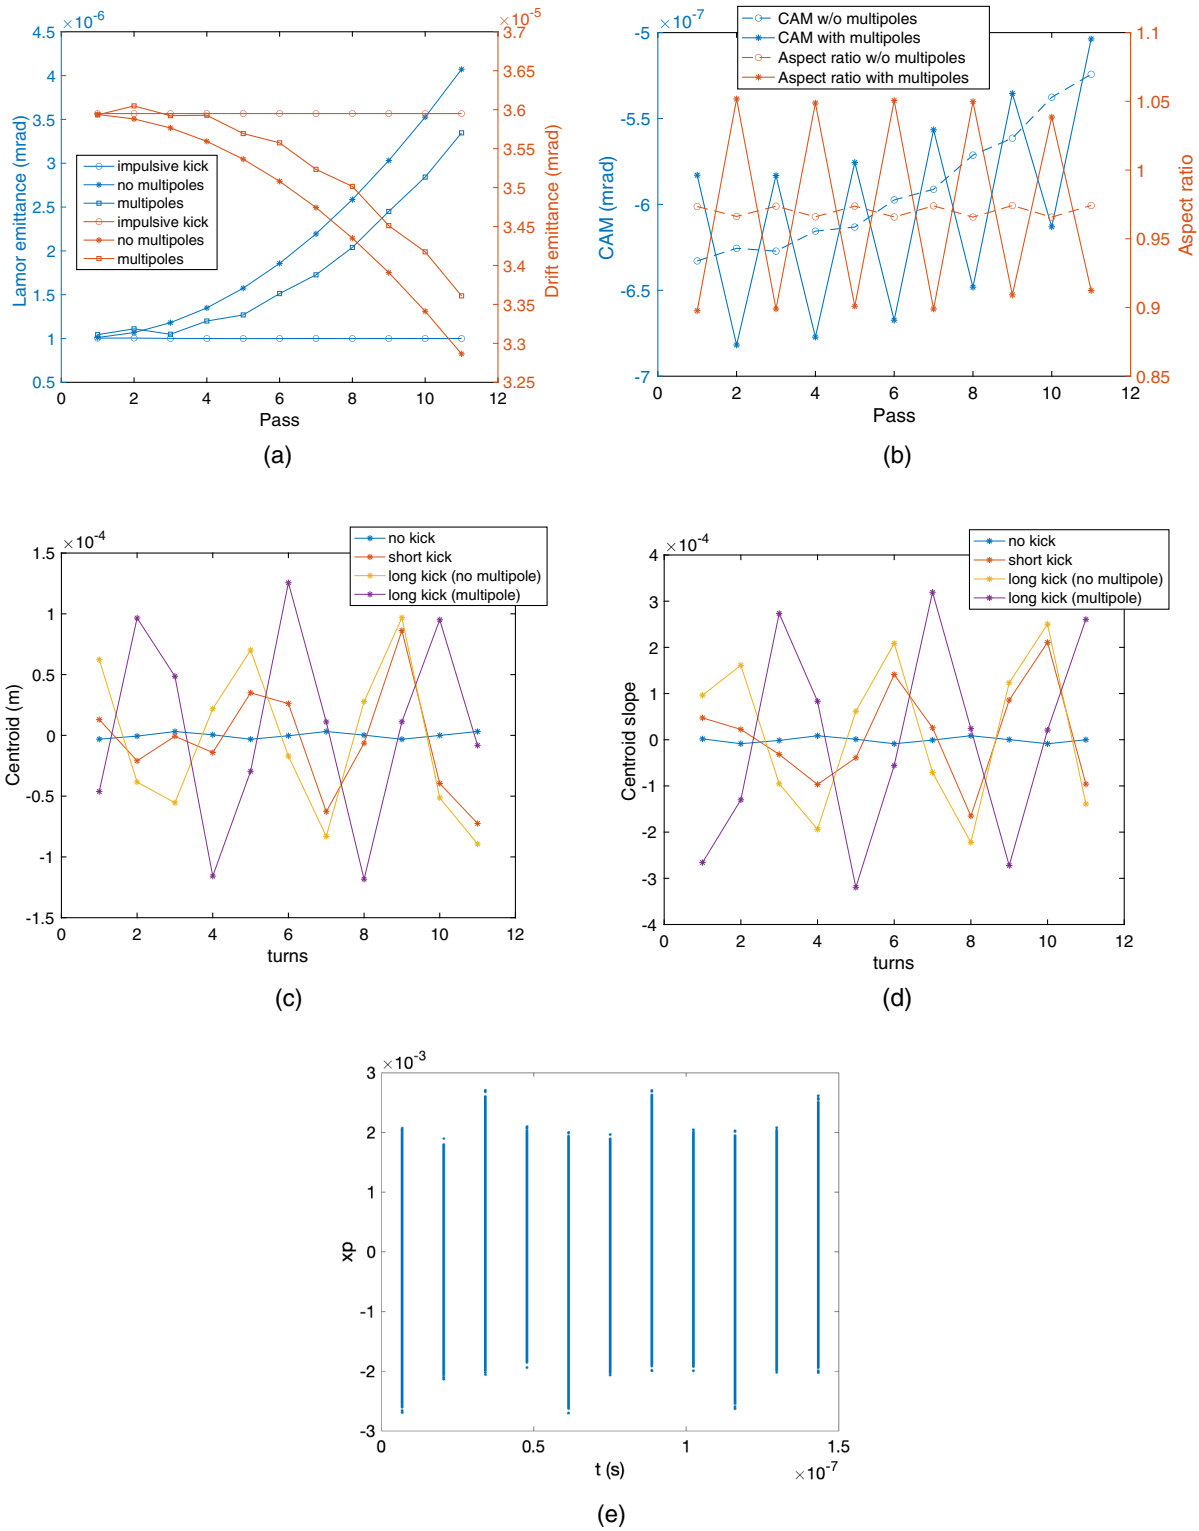 ×10⁻⁶
×10⁻⁵
4.5
4
3.5
3
2.5
2
1.5
1
0.5
Lamor emittance (mrad)
impulsive kick
no multipoles
multipoles
impulsive kick
no multipoles
multipoles
3.7
3.65
3.6
3.55
3.5
3.45
3.4
3.35
3.3
3.25
Drift emittance (mrad)
0 2 4 6 8 10 12
Pass
(a)
×10⁻⁷
CAM w/o multipoles
CAM with multipoles
Aspect ratio w/o multipoles
Aspect ratio with multipoles
-5
-5.5
-6
-6.5
-7
CAM (mrad)
1.1
1.05
1
0.95
0.9
0.85
Aspect ratio
0 2 4 6 8 10 12
Pass
(b)
×10⁻⁴
no kick
short kick
long kick (no multipole)
long kick (multipole)
1.5
1
0.5
0
-0.5
-1
-1.5
Centroid (m)
0 2 4 6 8 10 12
turns
(c)
×10⁻⁴
no kick
short kick
long kick (no multipole)
long kick (multipole)
4
3
2
1
0
-1
-2
-3
-4
Centroid slope
0 2 4 6 8 10 12
turns
(d)
×10⁻³
3
2
1
0
-1
-2
-3
xp
0 0.5 1 1.5
t (s)
×10⁻⁷
(e)